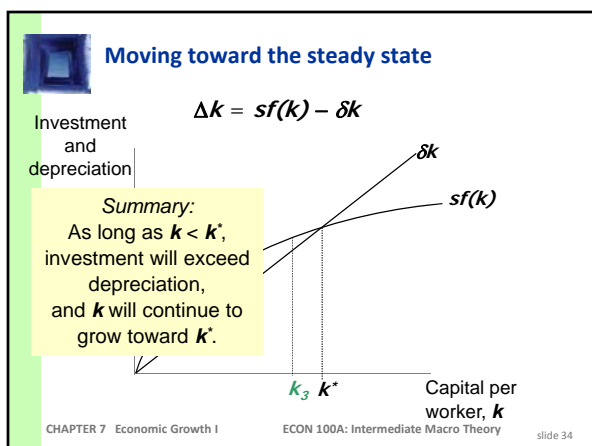 Moving toward the steady state
Δk = sf(k) − δk
Investment
and
depreciation
δk
sf(k)
Summary:
As long as k < k*,
investment will exceed
depreciation,
and k will continue to
grow toward k*.
k3 k*
Capital per
worker, k
CHAPTER 7 Economic Growth I ECON 100A: Intermediate Macro Theory slide 34